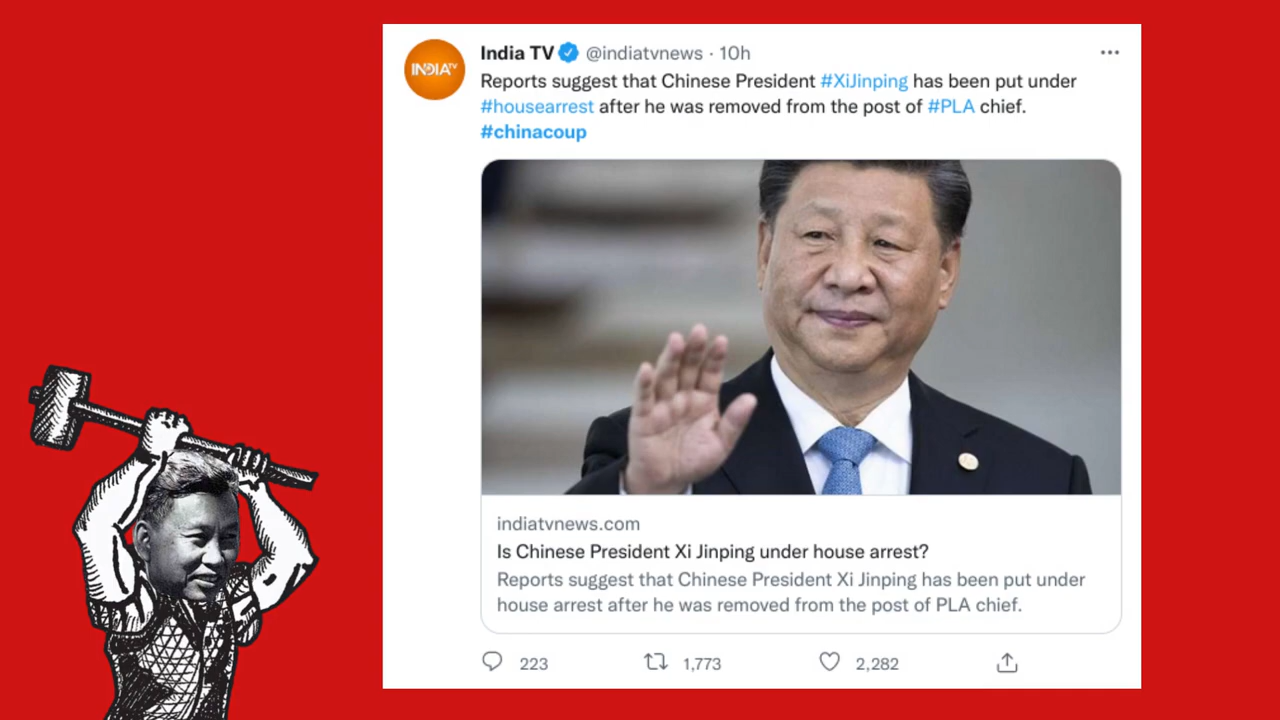 INDIA TV
India TV @indiatvnews · 10h
Reports suggest that Chinese President #XiJinping has been put under
#housearrest after he was removed from the post of #PLA chief.
#chinacoup
indiatvnews.com
Is Chinese President Xi Jinping under house arrest?
Reports suggest that Chinese President Xi Jinping has been put under
house arrest after he was removed from the post of PLA chief.
223 1,773 2,282